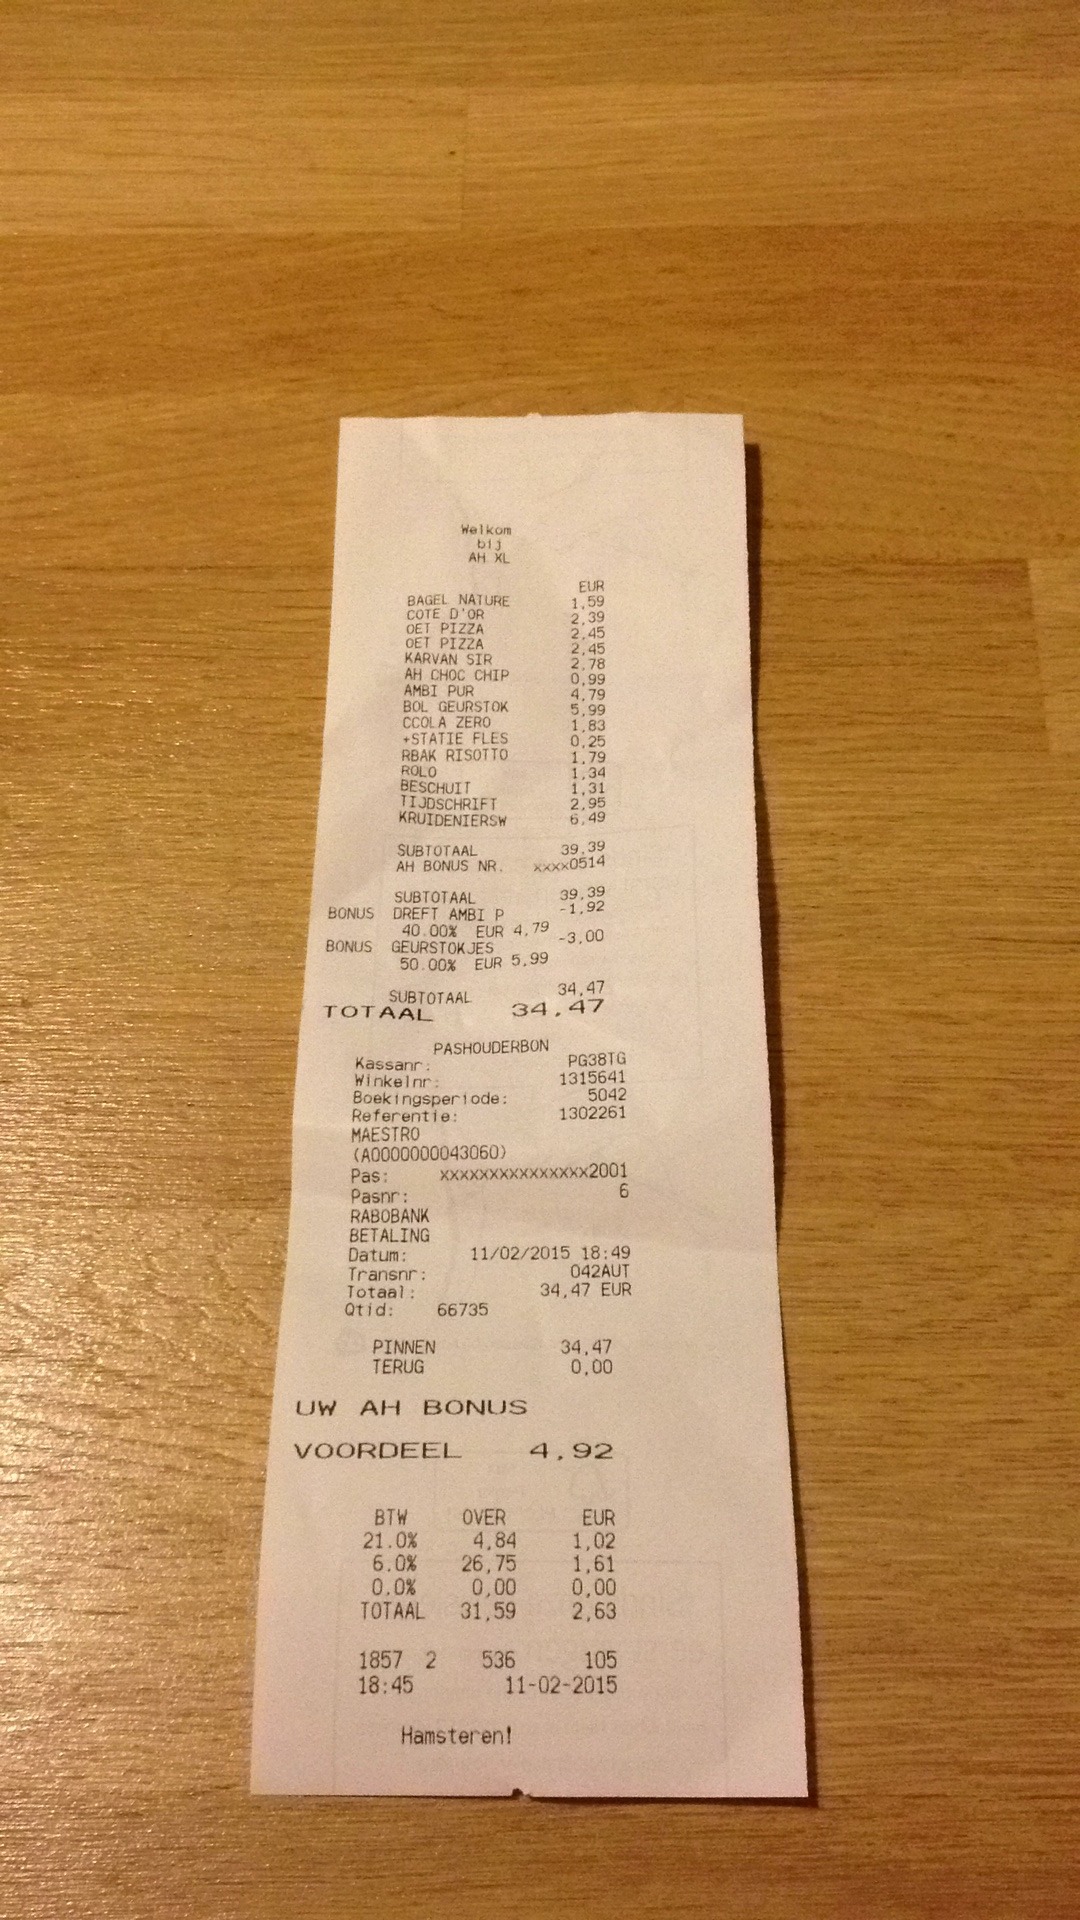 Welkom
bij
AH XL
EUR
BAGEL NATURE 1,59
COTE D'OR 2,39
OET PIZZA 2,45
OET PIZZA 2,45
KARVAN SIR 2,78
AH CHOC CHIP 0,99
AMBI PUR 4,79
BOL GEURSTOK 5,99
CCOLA ZERO 1,83
+STATIE FLES 0,25
RBAK RISOTTO 1,79
ROLO 1,34
BESCHUIT 1,31
TIJDSCHRIFT 2,95
KRUIDENIERSW 6,49
SUBTOTAAL 39,39
AH BONUS NR. xxxx0514
SUBTOTAAL 39,39
BONUS DREFT AMBI P -1,92
40.00% EUR 4,79
BONUS GEURSTOKJES -3,00
50.00% EUR 5,99
SUBTOTAAL 34,47
TOTAAL 34,47
PASHOUDERBON
Kassanr: PG38TG
Winkelnr: 1315641
Boekingsperiode: 5042
Referentie: 1302261
MAESTRO
(A0000000043060)
Pas: xxxxxxxxxxxxxxx2001
Pasnr: 6
RABOBANK
BETALING
Datum: 11/02/2015 18:49
Transnr: 042AUT
Totaal: 34,47 EUR
Qtid: 66735
PINNEN 34,47
TERUG 0,00
UW AH BONUS
VOORDEEL 4,92
BTW OVER EUR
21.0% 4,84 1,02
6.0% 26,75 1,61
0.0% 0,00 0,00
TOTAAL 31,59 2,63
1857 2 536 105
18:45 11-02-2015
Hamsteren!